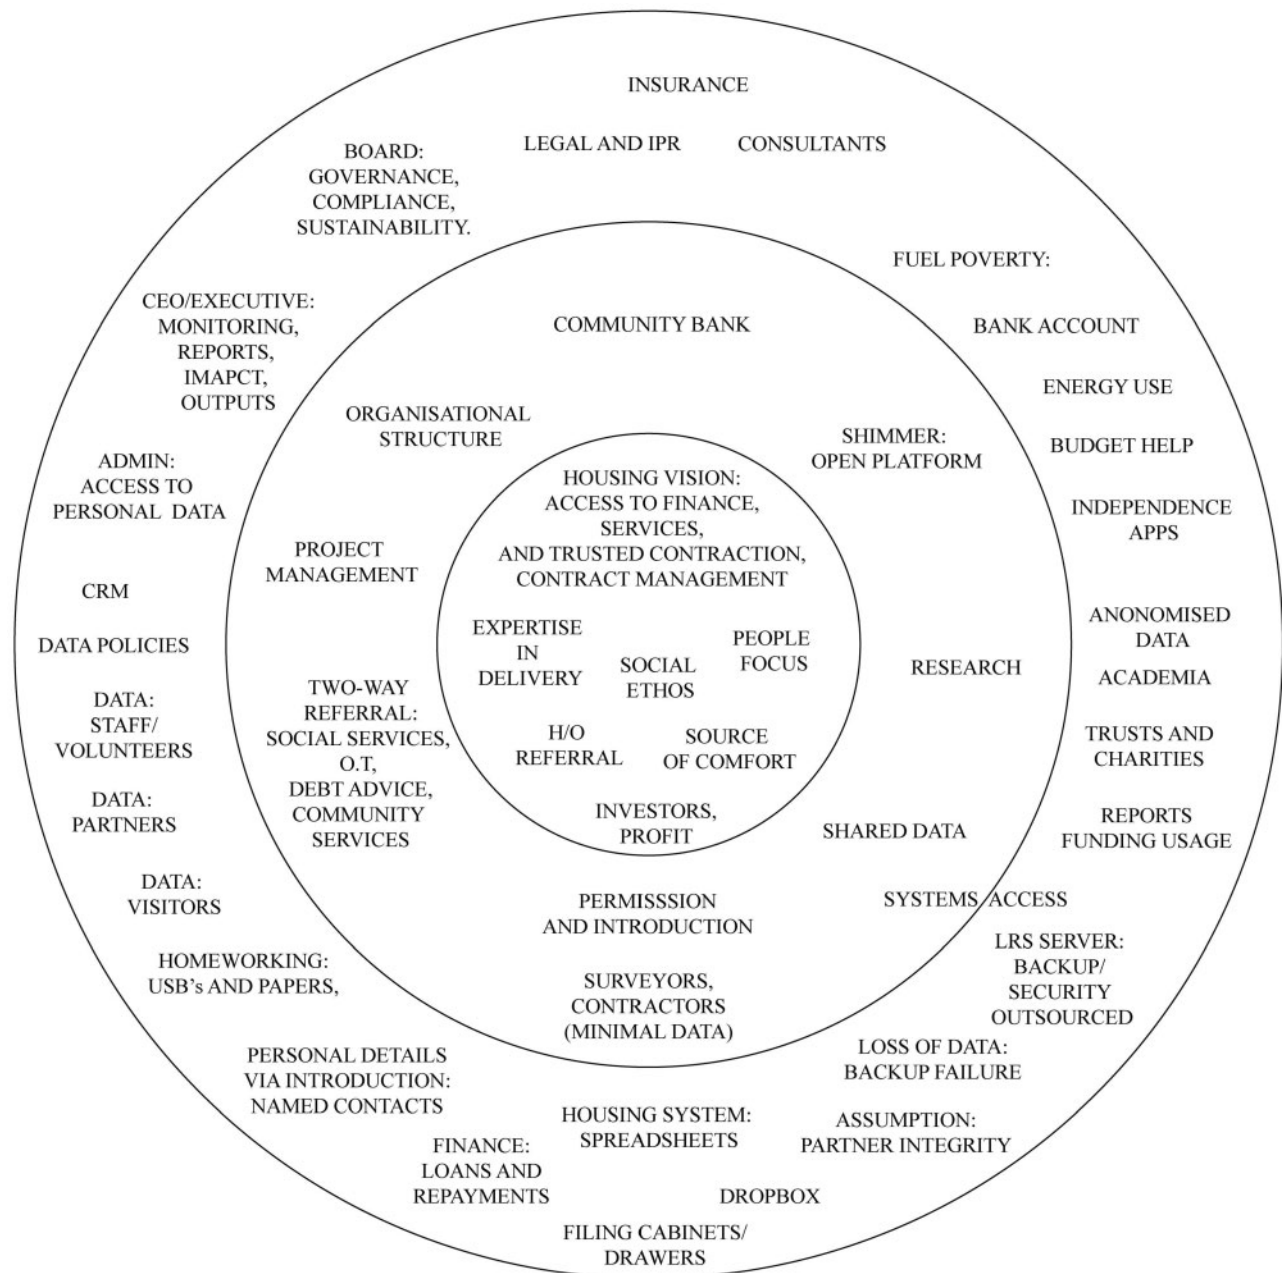 INSURANCE
LEGAL AND IPR
CONSULTANTS
BOARD:
GOVERNANCE,
COMPLIANCE,
SUSTAINABILITY.
FUEL POVERTY:
CEO/EXECUTIVE:
MONITORING,
REPORTS,
IMAPCT,
OUTPUTS
COMMUNITY BANK
BANK ACCOUNT
ENERGY USE
ORGANISATIONAL
STRUCTURE
SHIMMER:
OPEN PLATFORM
BUDGET HELP
ADMIN:
ACCESS TO
PERSONAL DATA
HOUSING VISION:
ACCESS TO FINANCE,
SERVICES,
AND TRUSTED CONTRACTION,
CONTRACT MANAGEMENT
INDEPENDENCE
APPS
PROJECT
MANAGEMENT
CRM
DATA POLICIES
EXPERTISE
IN
DELIVERY
SOCIAL
ETHOS
PEOPLE
FOCUS
RESEARCH
ANONOMISED
DATA
ACADEMIA
DATA:
STAFF/
VOLUNTEERS
TWO-WAY
REFERRAL:
SOCIAL SERVICES,
O.T,
DEBT ADVICE,
COMMUNITY
SERVICES
H/O
REFERRAL
SOURCE
OF COMFORT
TRUSTS AND
CHARITIES
DATA:
PARTNERS
INVESTORS,
PROFIT
SHARED DATA
REPORTS
FUNDING USAGE
DATA:
VISITORS
PERMISSSION
AND INTRODUCTION
SYSTEMS ACCESS
HOMEWORKING:
USB's AND PAPERS,
SURVEYORS,
CONTRACTORS
(MINIMAL DATA)
LRS SERVER:
BACKUP/
SECURITY
OUTSOURCED
PERSONAL DETAILS
VIA INTRODUCTION:
NAMED CONTACTS
LOSS OF DATA:
BACKUP FAILURE
HOUSING SYSTEM:
SPREADSHEETS
ASSUMPTION:
PARTNER INTEGRITY
FINANCE:
LOANS AND
REPAYMENTS
DROPBOX
FILING CABINETS/
DRAWERS